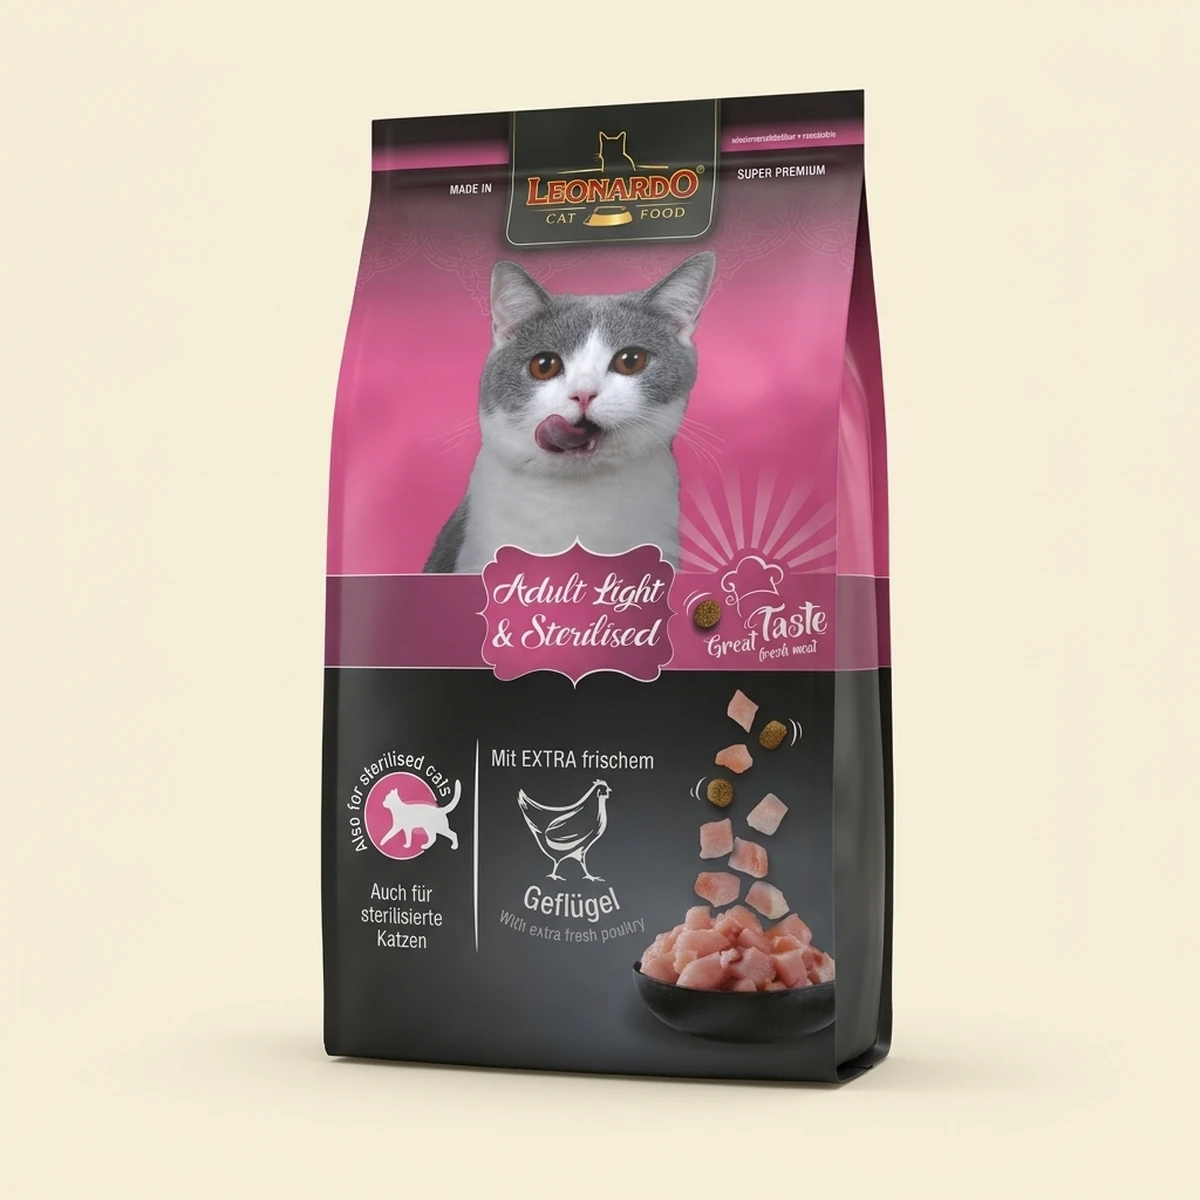 MADE IN
LEONARDO®
CAT FOOD
SUPER PREMIUM
Adult Light
& Sterilised
Great Taste
fresh meat
Also for sterilised cats
Auch für
sterilisierte
Katzen
Mit EXTRA frischem
Geflügel
With extra fresh poultry